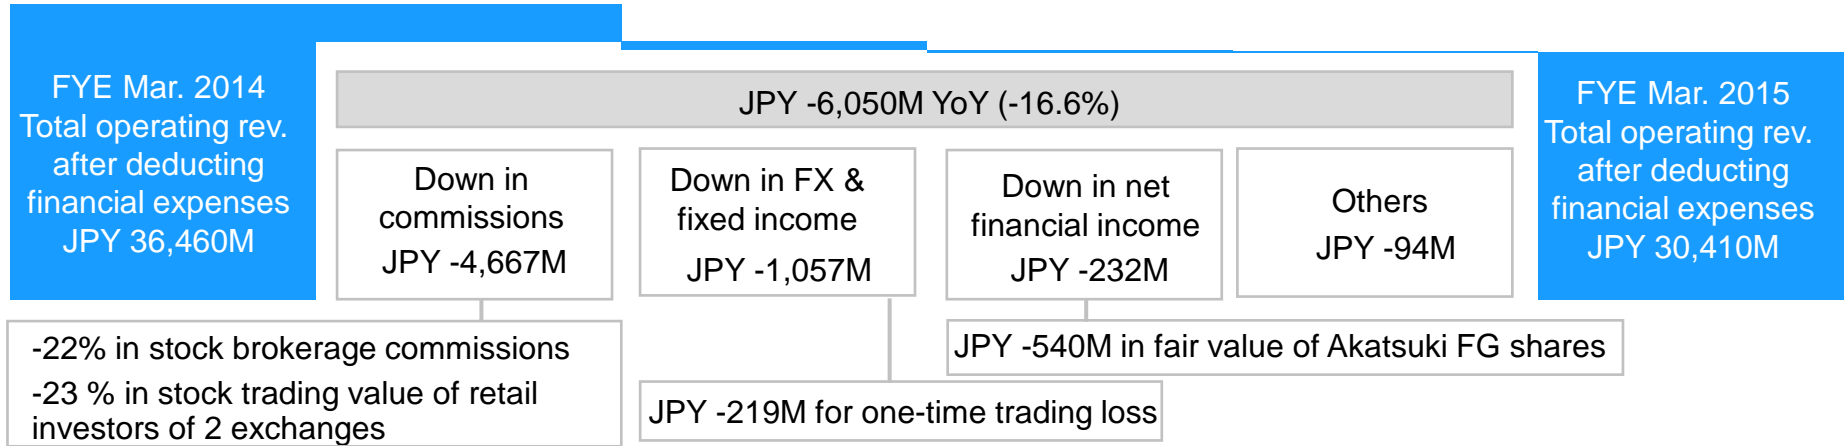 FYE Mar. 2014
Total operating rev.
after deducting
financial expenses
JPY 36,460M
JPY -6,050M YoY (-16.6%)
Down in
commissions
JPY -4,667M
Down in FX &
fixed income
JPY -1,057M
Down in net
financial income
JPY -232M
Others
JPY -94M
FYE Mar. 2015
Total operating rev.
after deducting
financial expenses
JPY 30,410M
-22% in stock brokerage commissions
-23 % in stock trading value of retail
investors of 2 exchanges
JPY -219M for one-time trading loss
JPY -540M in fair value of Akatsuki FG shares